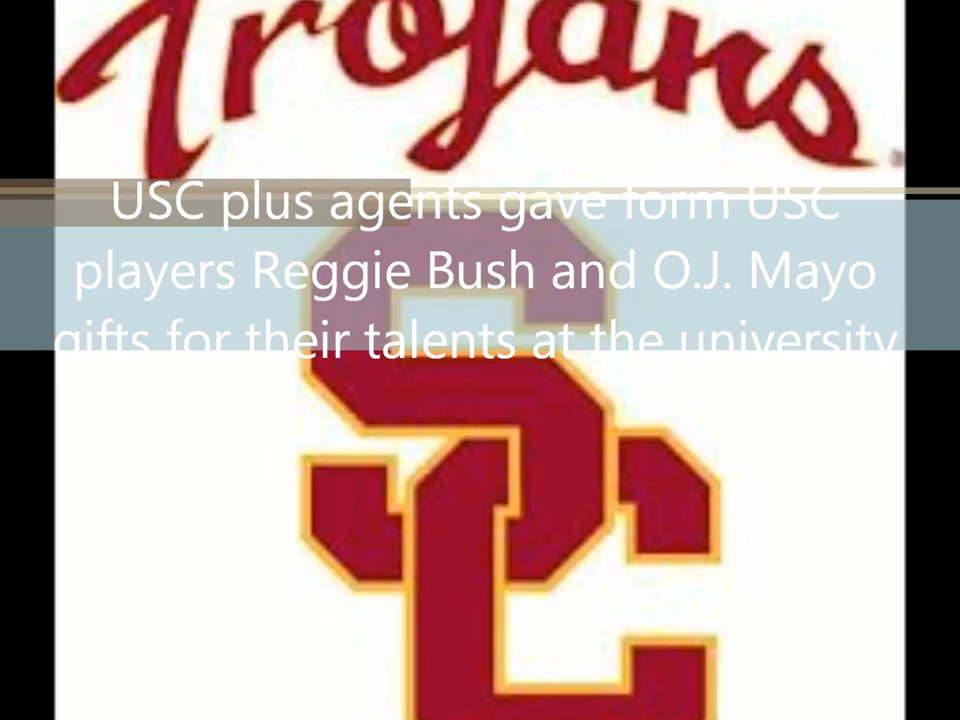 Trojans
USC plus agents gave form USC
players Reggie Bush and O.J. Mayo
gifts for their talents at the university
SC